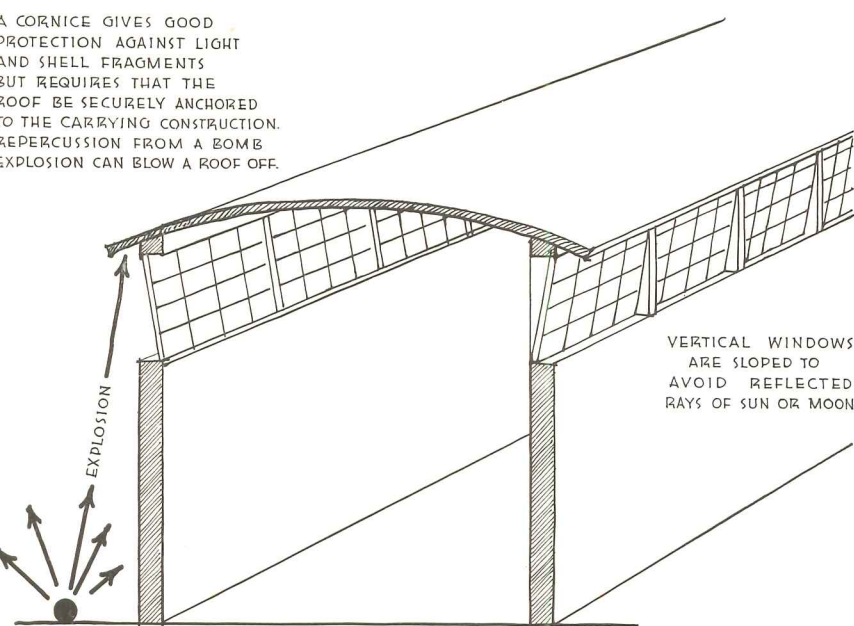 A CORNICE GIVES GOOD
PROTECTION AGAINST LIGHT
AND SHELL FRAGMENTS
BUT REQUIRES THAT THE
ROOF BE SECURELY ANCHORED
TO THE CARRYING CONSTRUCTION.
REPERCUSSION FROM A BOMB
EXPLOSION CAN BLOW A ROOF OFF.
EXPLOSION
VERTICAL WINDOWS
ARE SLOPED TO
AVOID REFLECTED
RAYS OF SUN OR MOON